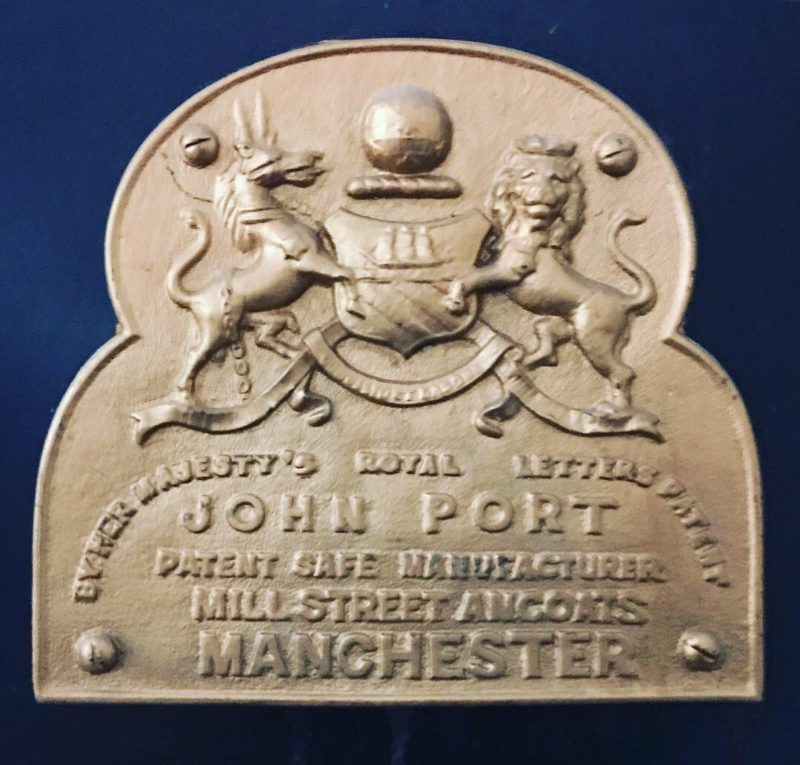 BY HER MAJESTY'S ROYAL LETTERS PATENT
JOHN PORT
PATENT SAFE MANUFACTURER
MILL STREET ANCOATS
MANCHESTER